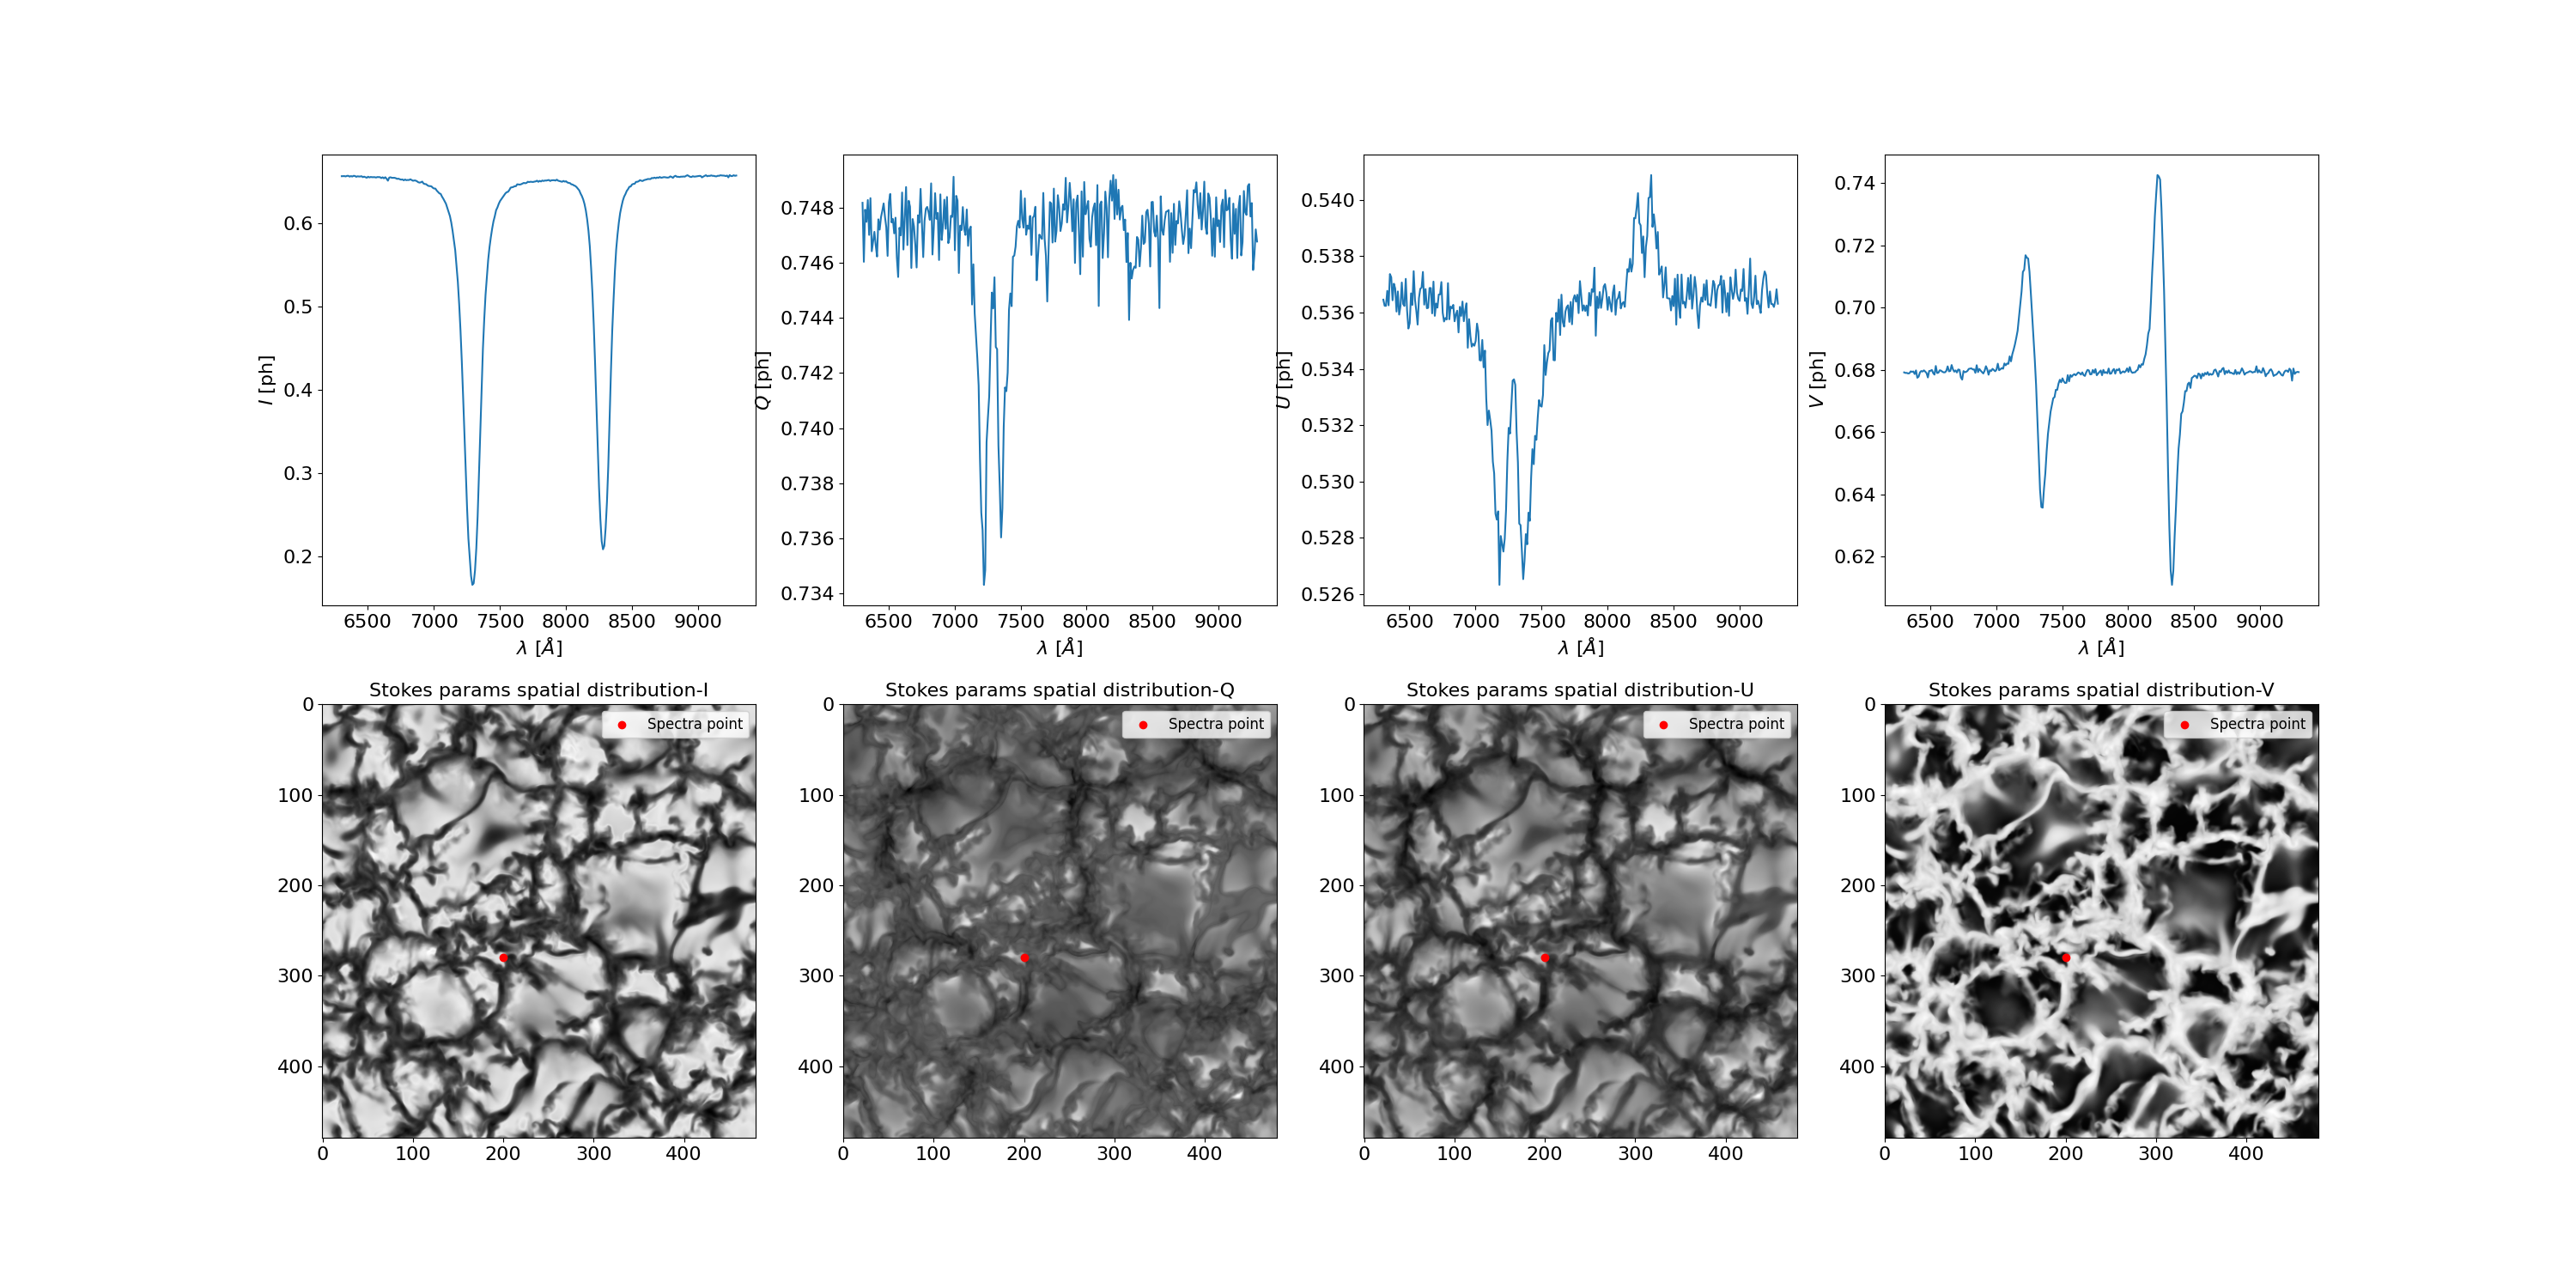 I [ph]
0.6
0.5
0.4
0.3
0.2
6500 7000 7500 8000 8500 9000
λ [Å]
Q [ph]
0.748
0.746
0.744
0.742
0.740
0.738
0.736
0.734
6500 7000 7500 8000 8500 9000
λ [Å]
U [ph]
0.540
0.538
0.536
0.534
0.532
0.530
0.528
0.526
6500 7000 7500 8000 8500 9000
λ [Å]
V [ph]
0.74
0.72
0.70
0.68
0.66
0.64
0.62
6500 7000 7500 8000 8500 9000
λ [Å]
Stokes params spatial distribution-I
Spectra point
0
100
200
300
400
0 100 200 300 400
Stokes params spatial distribution-Q
Spectra point
0
100
200
300
400
0 100 200 300 400
Stokes params spatial distribution-U
Spectra point
0
100
200
300
400
0 100 200 300 400
Stokes params spatial distribution-V
Spectra point
0
100
200
300
400
0 100 200 300 400